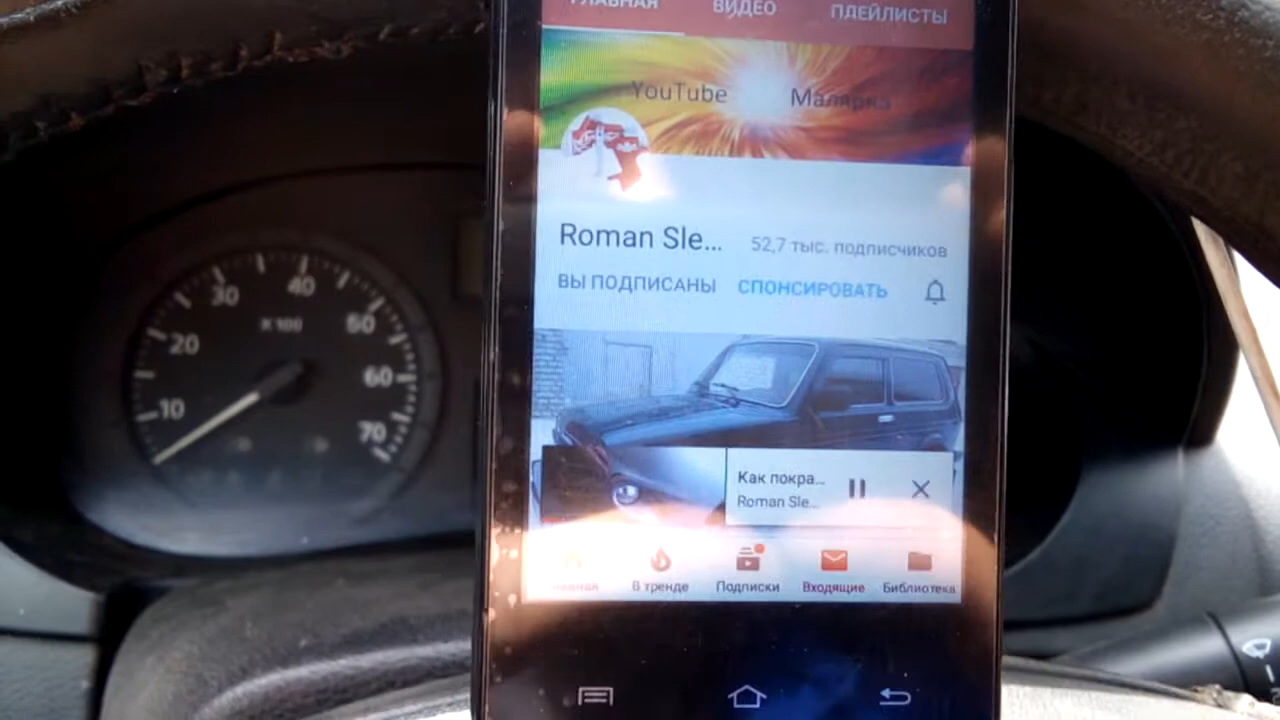 ГЛАВНАЯ ВИДЕО ПЛЕЙЛИСТЫ
YouTube Малярка
Roman Sle... 52,7 тыс. подписчиков
ВЫ ПОДПИСАНЫ СПОНСИРОВАТЬ
Как покра...
Roman Sle...
Главная В тренде Подписки Входящие Библиотека
10 20 30 40 50 60 70
X 100